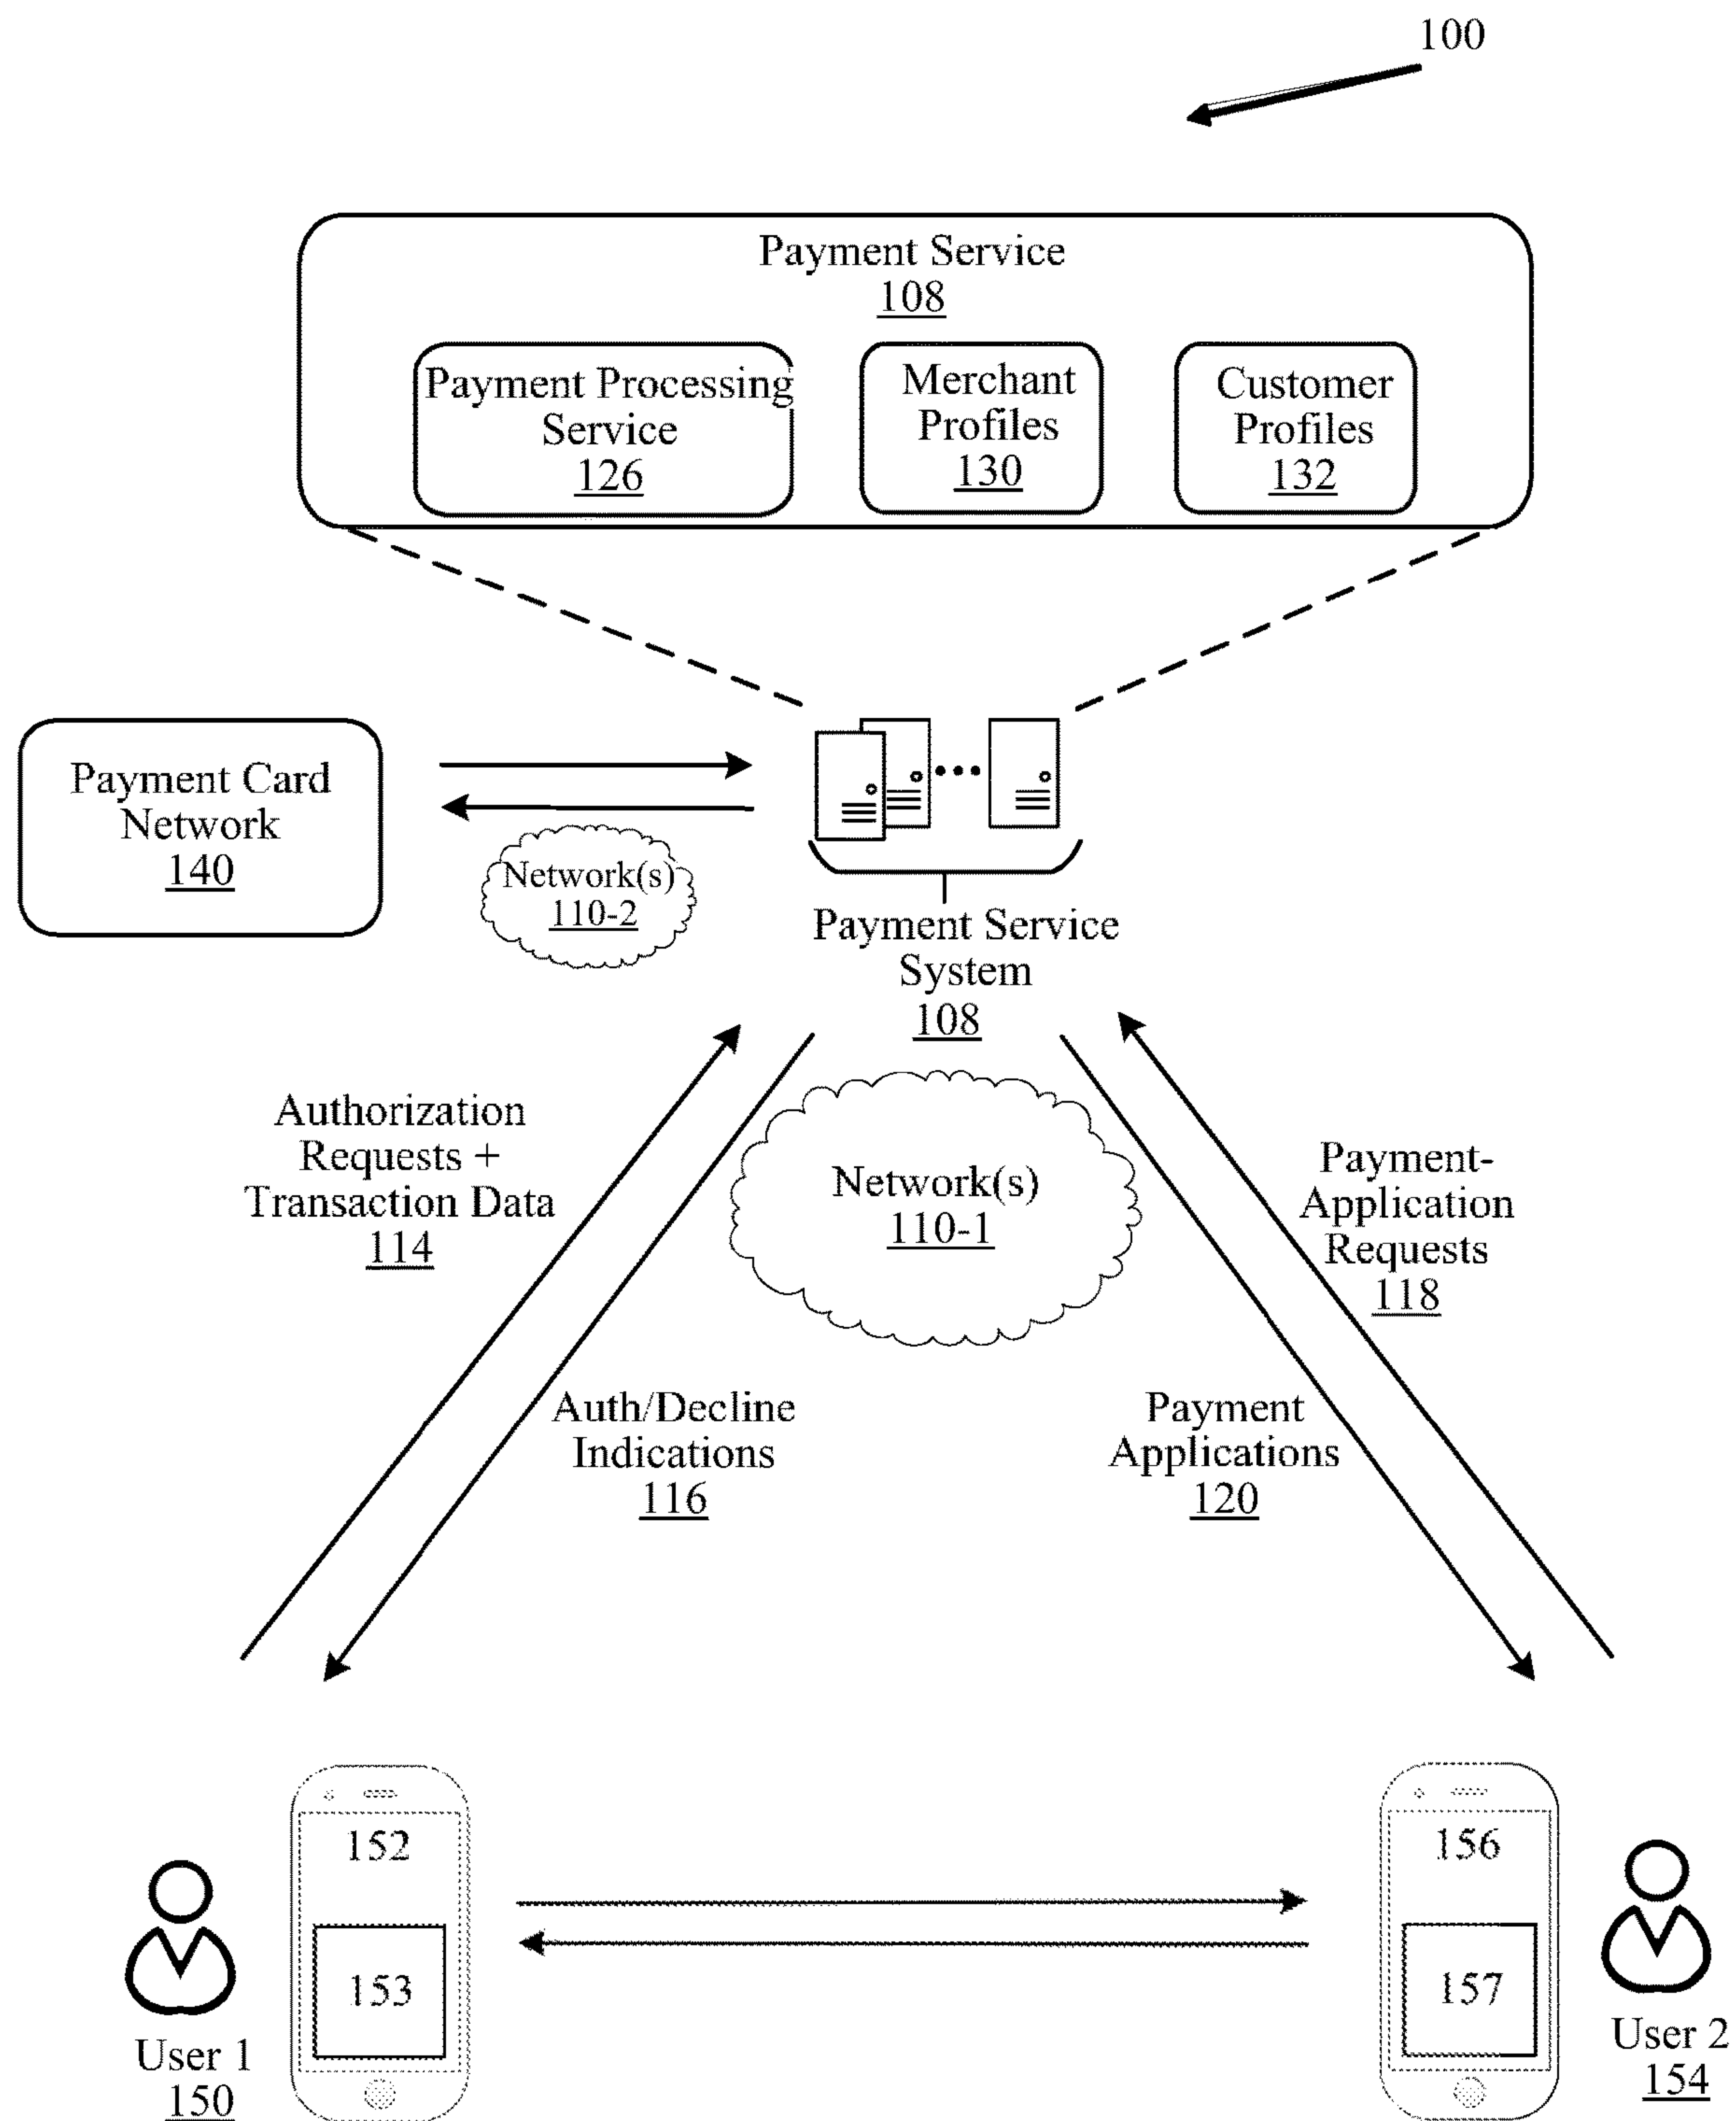 100
Payment Service
108
Payment Processing
Service
126
Merchant
Profiles
130
Customer
Profiles
132
Payment Card
Network
140
Network(s)
110-2
Payment Service
System
108
Authorization
Requests +
Transaction Data
114
Network(s)
110-1
Payment-
Application
Requests
118
Auth/Decline
Indications
116
Payment
Applications
120
152
153
User 1
150
156
157
User 2
154